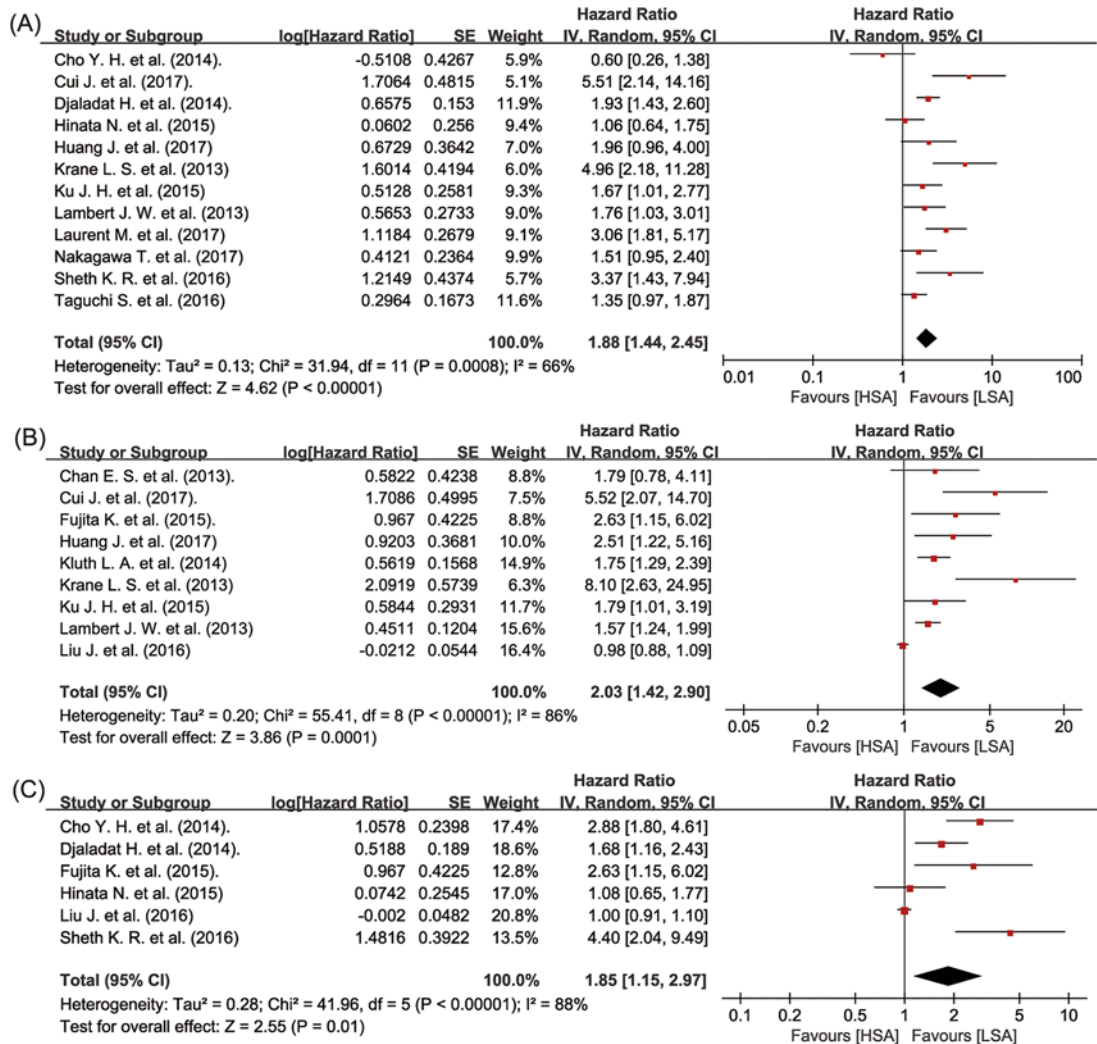 (A)
Hazard Ratio Hazard Ratio
Study or Subgroup log[Hazard Ratio] SE Weight IV, Random, 95% CI IV, Random, 95% CI
Cho Y. H. et al. (2014). -0.5108 0.4267 5.9% 0.60 [0.26, 1.38]
Cui J. et al. (2017). 1.7064 0.4815 5.1% 5.51 [2.14, 14.16]
Djaladat H. et al. (2014). 0.6575 0.153 11.9% 1.93 [1.43, 2.60]
Hinata N. et al. (2015) 0.0602 0.256 9.4% 1.06 [0.64, 1.75]
Huang J. et al. (2017 0.6729 0.3642 7.0% 1.96 [0.96, 4.00]
Krane L. S. et al. (2013) 1.6014 0.4194 6.0% 4.96 [2.18, 11.28]
Ku J. H. et al. (2015) 0.5128 0.2581 9.3% 1.67 [1.01, 2.77]
Lambert J. W. et al. (2013) 0.5653 0.2733 9.0% 1.76 [1.03, 3.01]
Laurent M. et al. (2017) 1.1184 0.2679 9.1% 3.06 [1.81, 5.17]
Nakagawa T. et al. (2017) 0.4121 0.2364 9.9% 1.51 [0.95, 2.40]
Sheth K. R. et al. (2016) 1.2149 0.4374 5.7% 3.37 [1.43, 7.94]
Taguchi S. et al. (2016) 0.2964 0.1673 11.6% 1.35 [0.97, 1.87]
Total (95% CI) 100.0% 1.88 [1.44, 2.45]
Heterogeneity: Tau² = 0.13; Chi² = 31.94, df = 11 (P = 0.0008); I² = 66%
Test for overall effect: Z = 4.62 (P < 0.00001)
0.01 0.1 1 10 100
Favours [HSA] Favours [LSA]
(B)
Hazard Ratio Hazard Ratio
Study or Subgroup log[Hazard Ratio] SE Weight IV, Random, 95% CI IV, Random, 95% CI
Chan E. S. et al. (2013). 0.5822 0.4238 8.8% 1.79 [0.78, 4.11]
Cui J. et al. (2017). 1.7086 0.4995 7.5% 5.52 [2.07, 14.70]
Fujita K. et al. (2015). 0.967 0.4225 8.8% 2.63 [1.15, 6.02]
Huang J. et al. (2017 0.9203 0.3681 10.0% 2.51 [1.22, 5.16]
Kluth L. A. et al. (2014 0.5619 0.1568 14.9% 1.75 [1.29, 2.39]
Krane L. S. et al. (2013) 2.0919 0.5739 6.3% 8.10 [2.63, 24.95]
Ku J. H. et al. (2015) 0.5844 0.2931 11.7% 1.79 [1.01, 3.19]
Lambert J. W. et al. (2013) 0.4511 0.1204 15.6% 1.57 [1.24, 1.99]
Liu J. et al. (2016) -0.0212 0.0544 16.4% 0.98 [0.88, 1.09]
Total (95% CI) 100.0% 2.03 [1.42, 2.90]
Heterogeneity: Tau² = 0.20; Chi² = 55.41, df = 8 (P < 0.00001); I² = 86%
Test for overall effect: Z = 3.86 (P = 0.0001)
0.05 0.2 1 5 20
Favours [HSA] Favours [LSA]
(C)
Hazard Ratio Hazard Ratio
Study or Subgroup log[Hazard Ratio] SE Weight IV, Random, 95% CI IV, Random, 95% CI
Cho Y. H. et al. (2014). 1.0578 0.2398 17.4% 2.88 [1.80, 4.61]
Djaladat H. et al. (2014). 0.5188 0.189 18.6% 1.68 [1.16, 2.43]
Fujita K. et al. (2015). 0.967 0.4225 12.8% 2.63 [1.15, 6.02]
Hinata N. et al. (2015 0.0742 0.2545 17.0% 1.08 [0.65, 1.77]
Liu J. et al. (2016) -0.002 0.0482 20.8% 1.00 [0.91, 1.10]
Sheth K. R. et al. (2016) 1.4816 0.3922 13.5% 4.40 [2.04, 9.49]
Total (95% CI) 100.0% 1.85 [1.15, 2.97]
Heterogeneity: Tau² = 0.28; Chi² = 41.96, df = 5 (P < 0.00001); I² = 88%
Test for overall effect: Z = 2.55 (P = 0.01)
0.1 0.2 0.5 1 2 5 10
Favours [HSA] Favours [LSA]